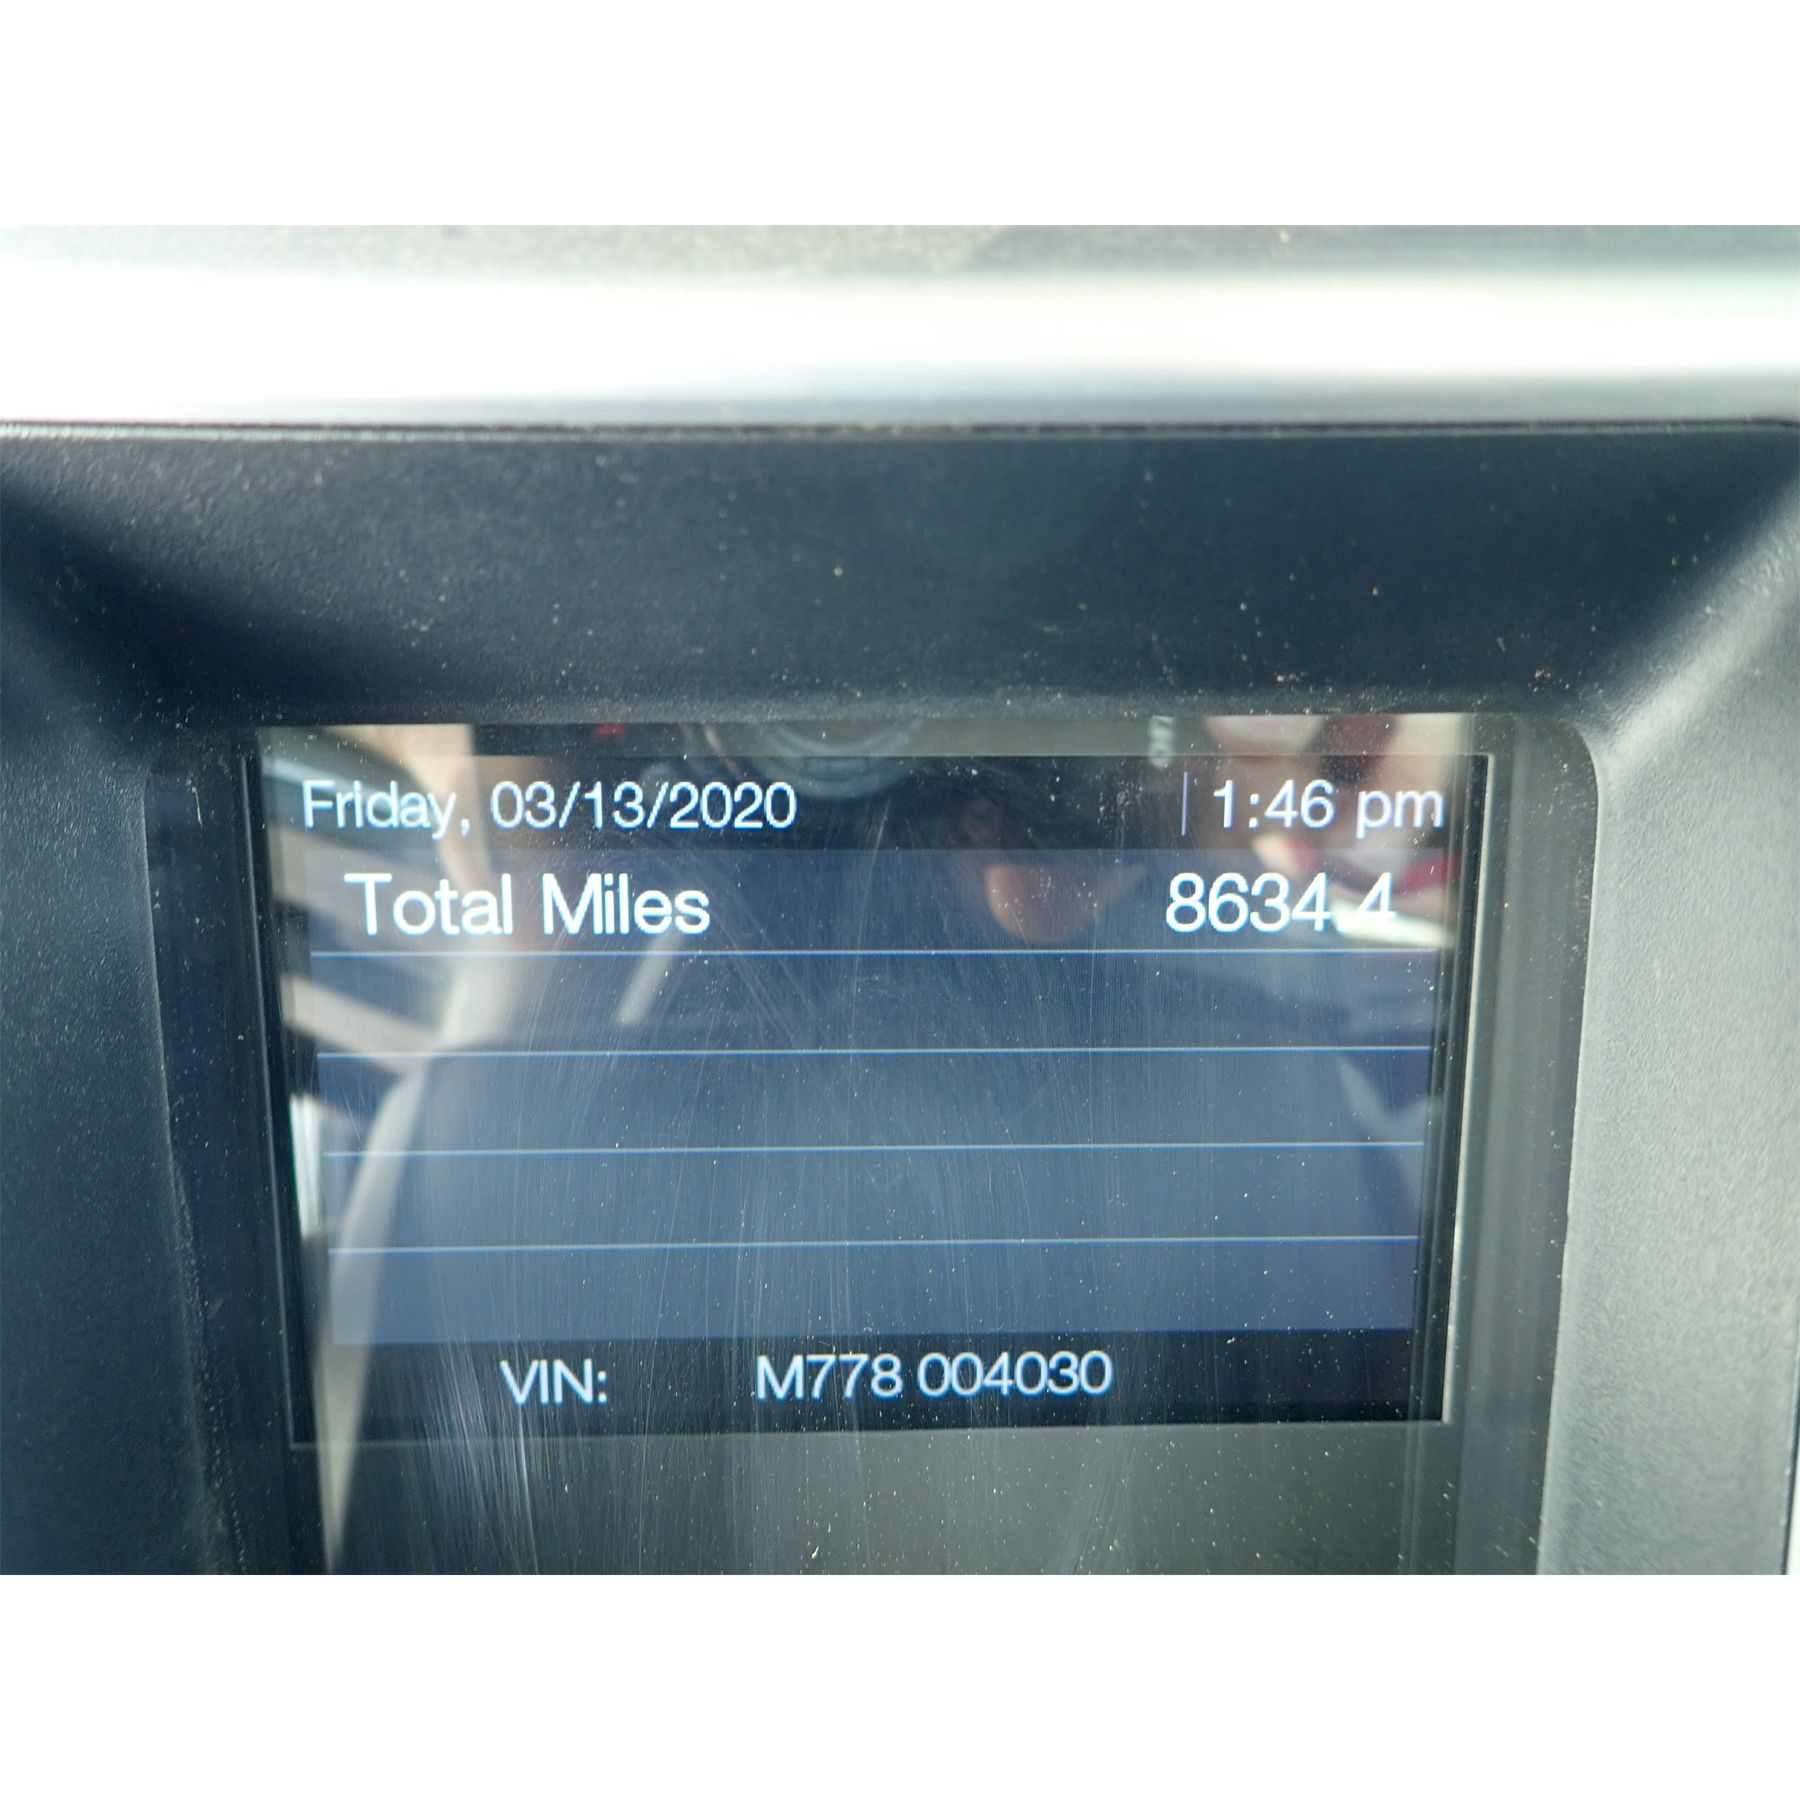 Friday, 03/13/2020 1:46 pm
Total Miles 8634.4
VIN: M778 004030